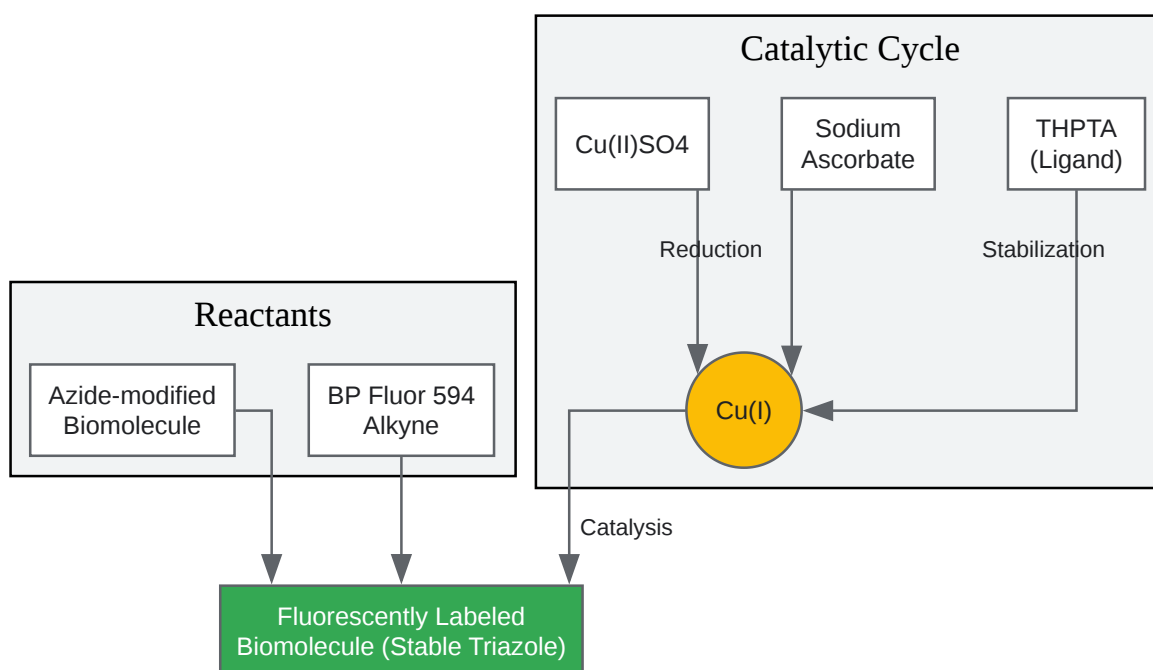 Catalytic Cycle
Cu(II)SO4
Sodium
Ascorbate
THPTA
(Ligand)
Reduction
Stabilization
Reactants
Azide-modified
Biomolecule
BP Fluor 594
Alkyne
Cu(I)
Catalysis
Fluorescently Labeled
Biomolecule (Stable Triazole)